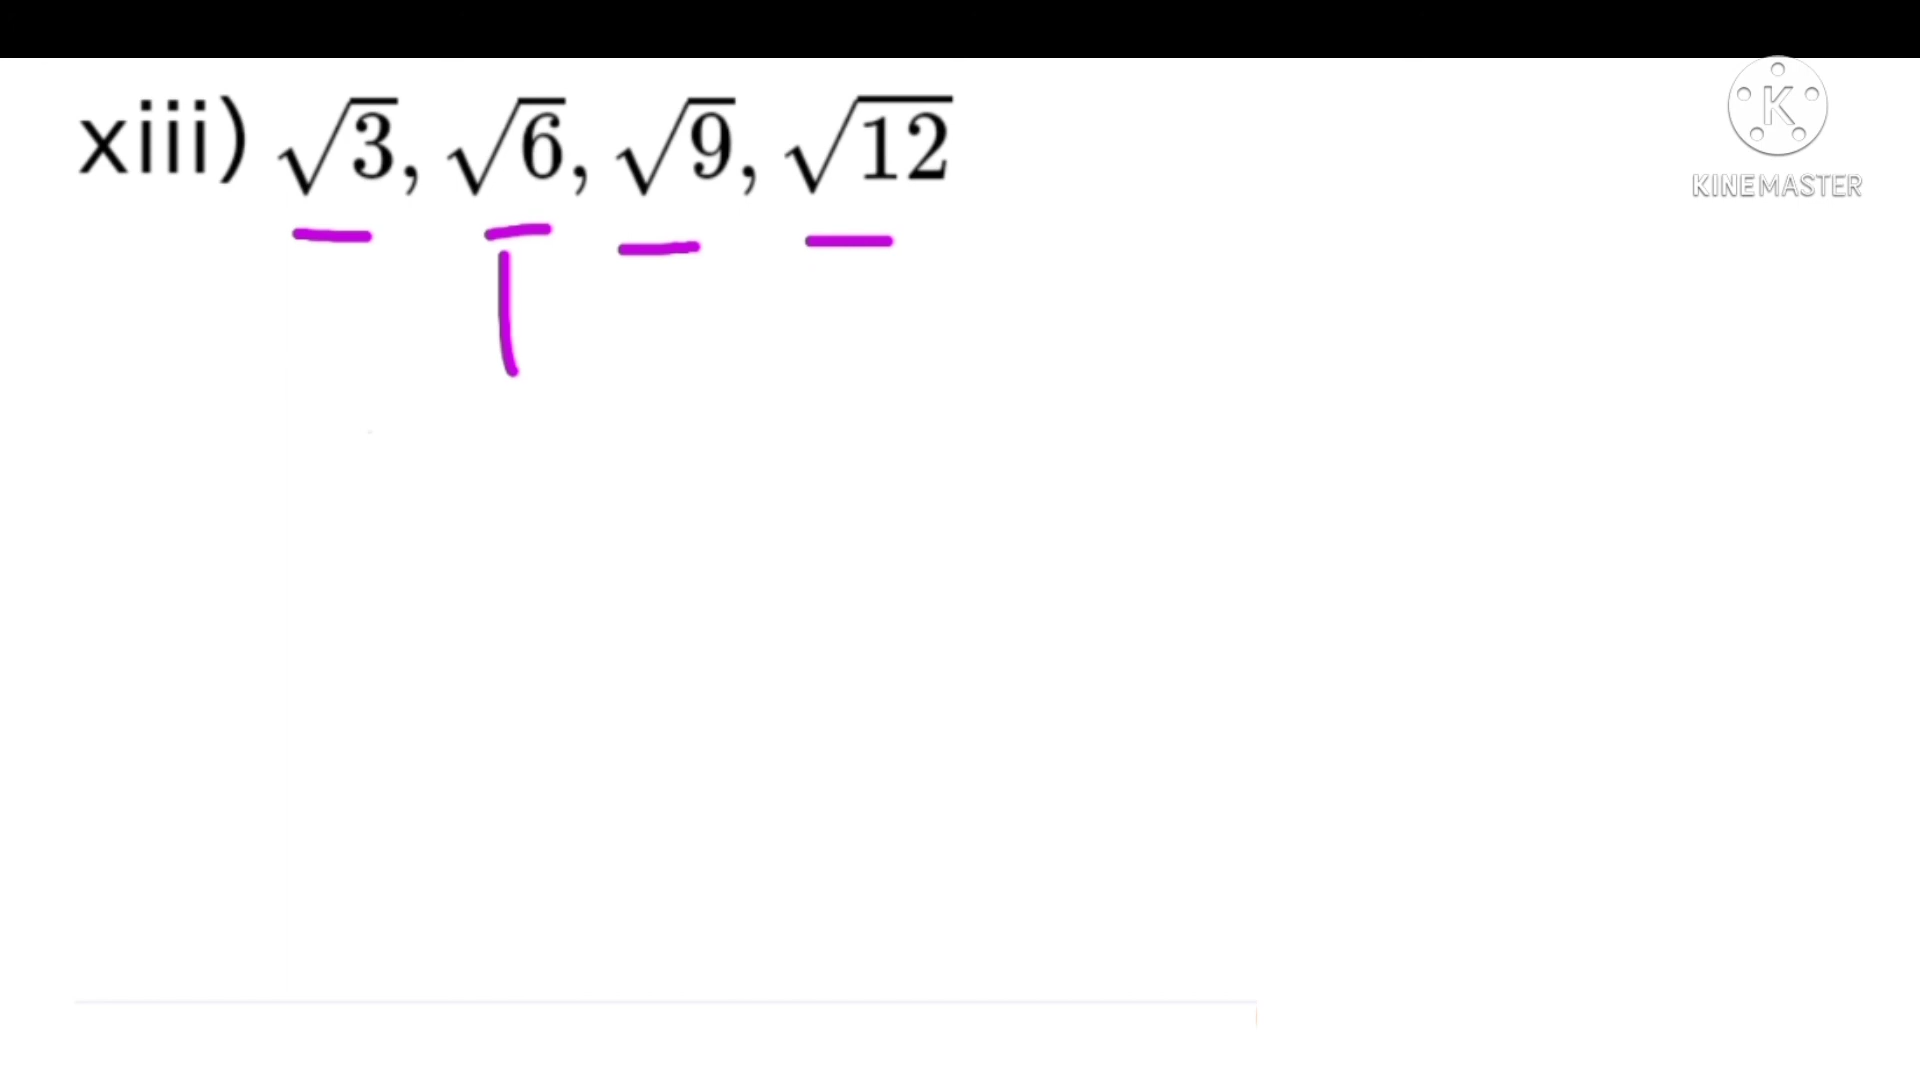 xiii) √3, √6, √9, √12
K
KINEMASTER